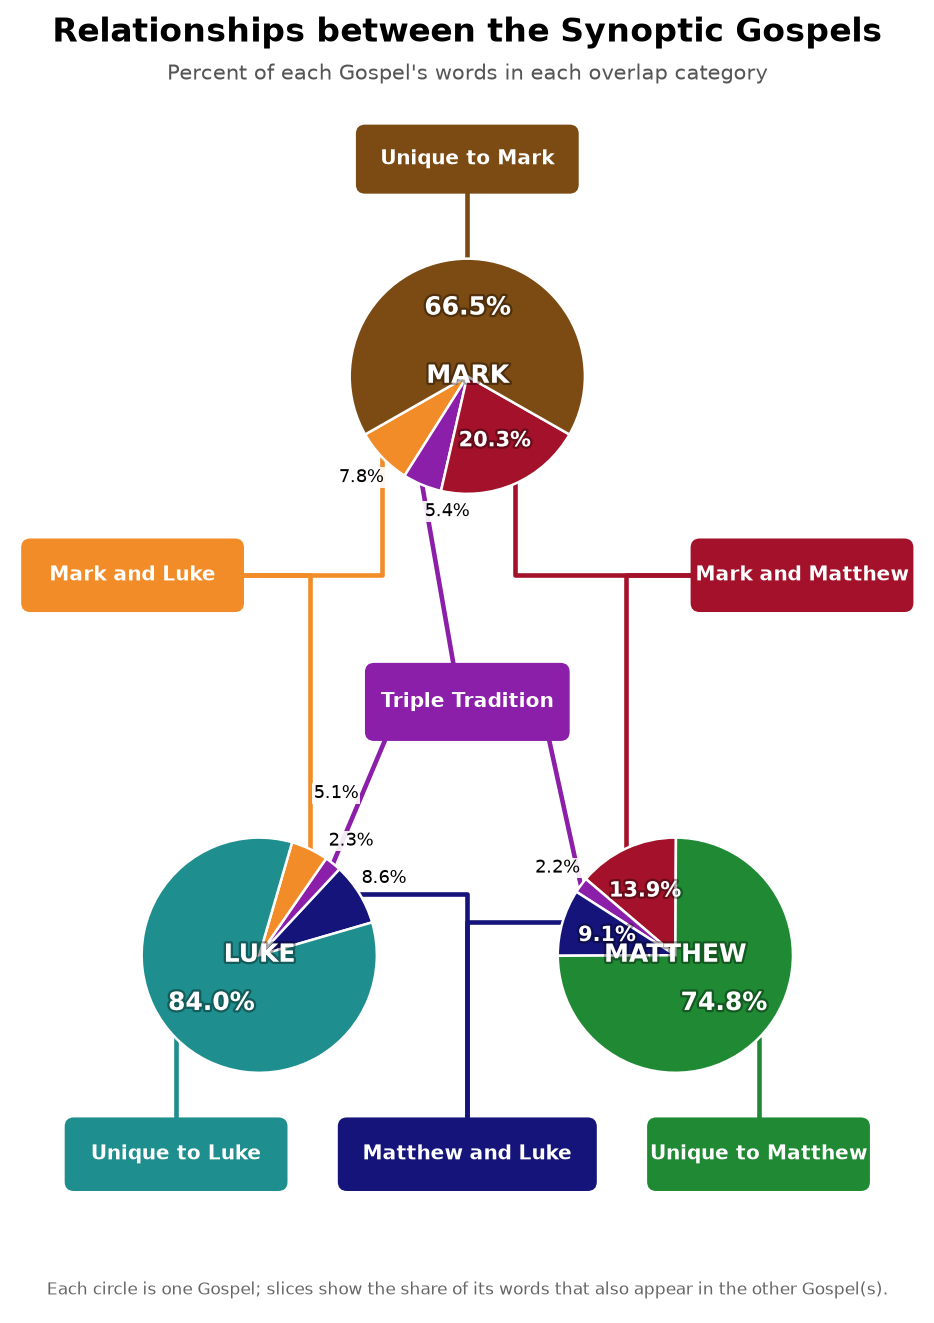 Relationships between the Synoptic Gospels
Percent of each Gospel's words in each overlap category
Unique to Mark
66.5%
MARK
20.3%
7.8%
5.4%
Mark and Luke
Mark and Matthew
Triple Tradition
5.1%
2.3%
8.6%
2.2%
13.9%
9.1%
LUKE
MATTHEW
84.0%
74.8%
Unique to Luke
Matthew and Luke
Unique to Matthew
Each circle is one Gospel; slices show the share of its words that also appear in the other Gospel(s).